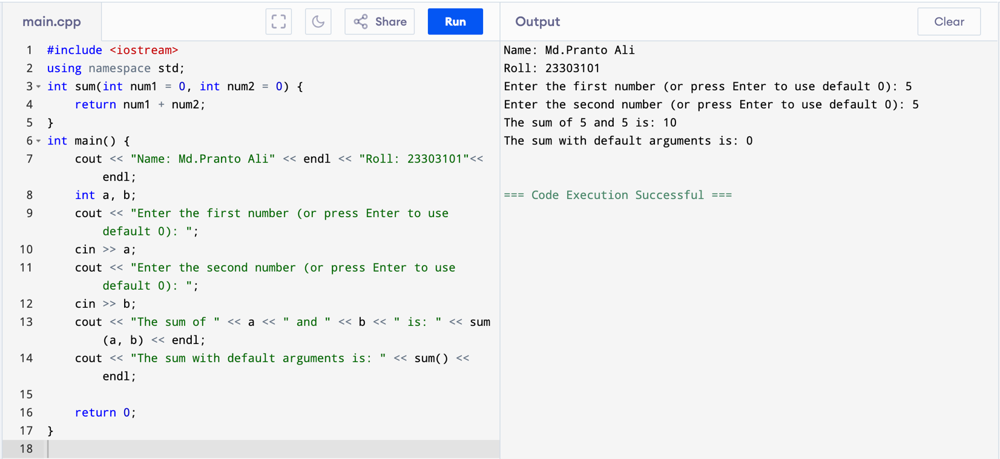 main.cpp
Share
Run
Output
Clear
1 #include <iostream>
2 using namespace std;
3 int sum(int num1 = 0, int num2 = 0) {
4     return num1 + num2;
5 }
6 int main() {
7     cout << "Name: Md.Pranto Ali" << endl << "Roll: 23303101"<<
        endl;
8     int a, b;
9     cout << "Enter the first number (or press Enter to use
        default 0): ";
10     cin >> a;
11     cout << "Enter the second number (or press Enter to use
        default 0): ";
12     cin >> b;
13     cout << "The sum of " << a << " and " << b << " is: " << sum
        (a, b) << endl;
14     cout << "The sum with default arguments is: " << sum() <<
        endl;
15
16     return 0;
17 }
18
Name: Md.Pranto Ali
Roll: 23303101
Enter the first number (or press Enter to use default 0): 5
Enter the second number (or press Enter to use default 0): 5
The sum of 5 and 5 is: 10
The sum with default arguments is: 0
=== Code Execution Successful ===